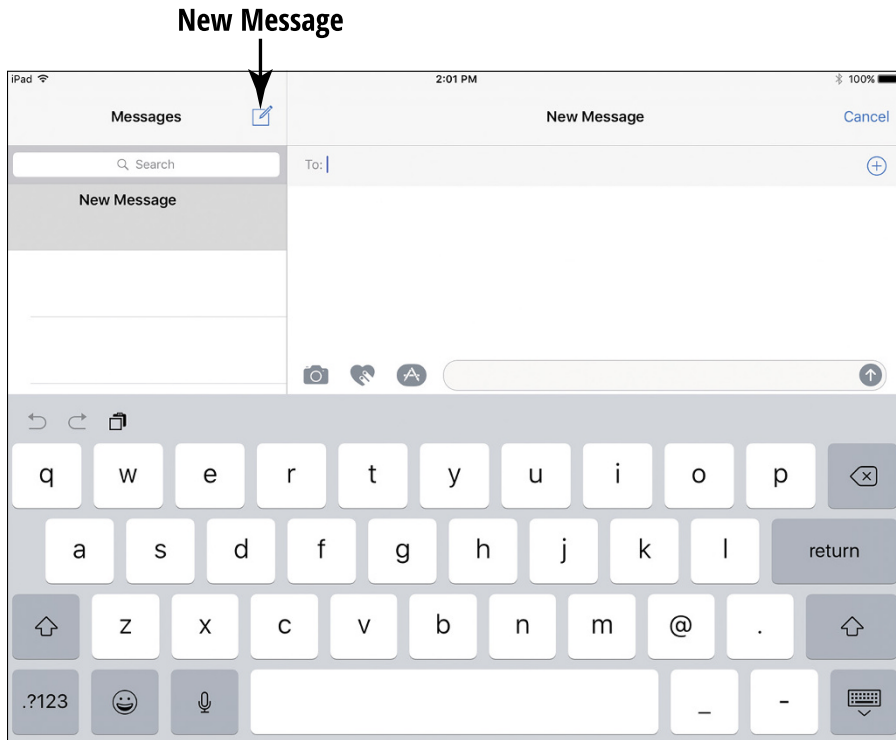 New Message
iPad 2:01 PM 100%
Messages New Message Cancel
Search To:
New Message
q w e r t y u i o p
a s d f g h j k l return
z x c v b n m @ .
.?123 _ -